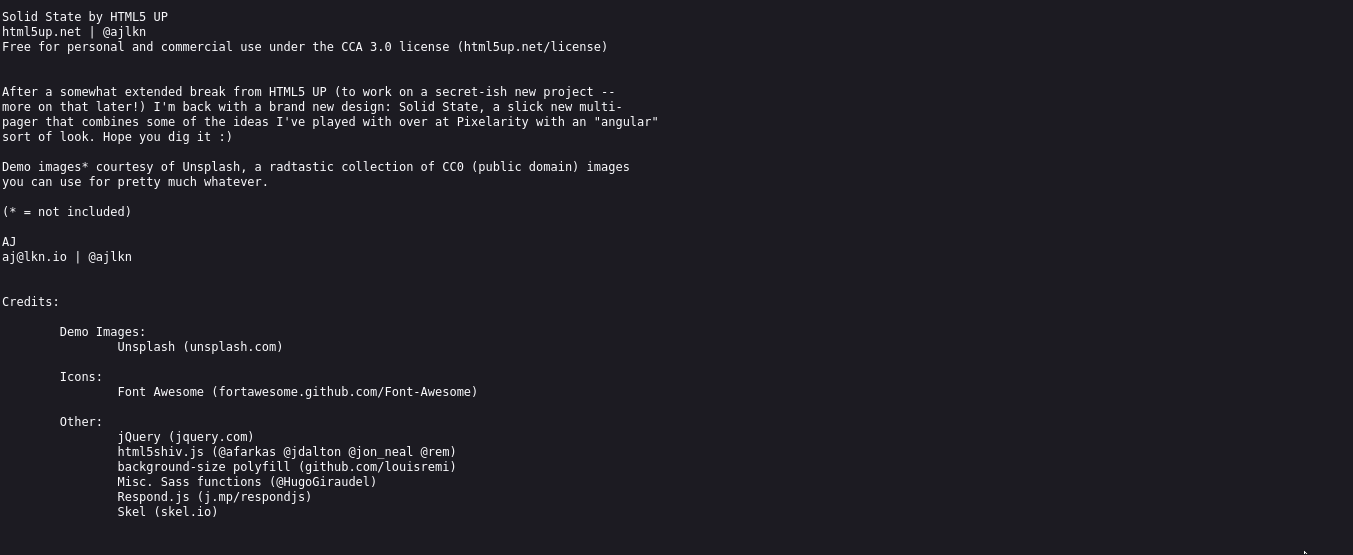 Solid State by HTML5 UP
html5up.net | @ajlkn
Free for personal and commercial use under the CCA 3.0 license (html5up.net/license)
After a somewhat extended break from HTML5 UP (to work on a secret-ish new project --
more on that later!) I'm back with a brand new design: Solid State, a slick new multi-
pager that combines some of the ideas I've played with over at Pixelarity with an "angular"
sort of look. Hope you dig it :)
Demo images* courtesy of Unsplash, a radtastic collection of CC0 (public domain) images
you can use for pretty much whatever.
(* = not included)
AJ
aj@lkn.io | @ajlkn
Credits:
Demo Images:
Unsplash (unsplash.com)
Icons:
Font Awesome (fortawesome.github.com/Font-Awesome)
Other:
jQuery (jquery.com)
html5shiv.js (@afarkas @jdalton @jon_neal @rem)
background-size polyfill (github.com/louisremi)
Misc. Sass functions (@HugoGiraudel)
Respond.js (j.mp/respondjs)
Skel (skel.io)